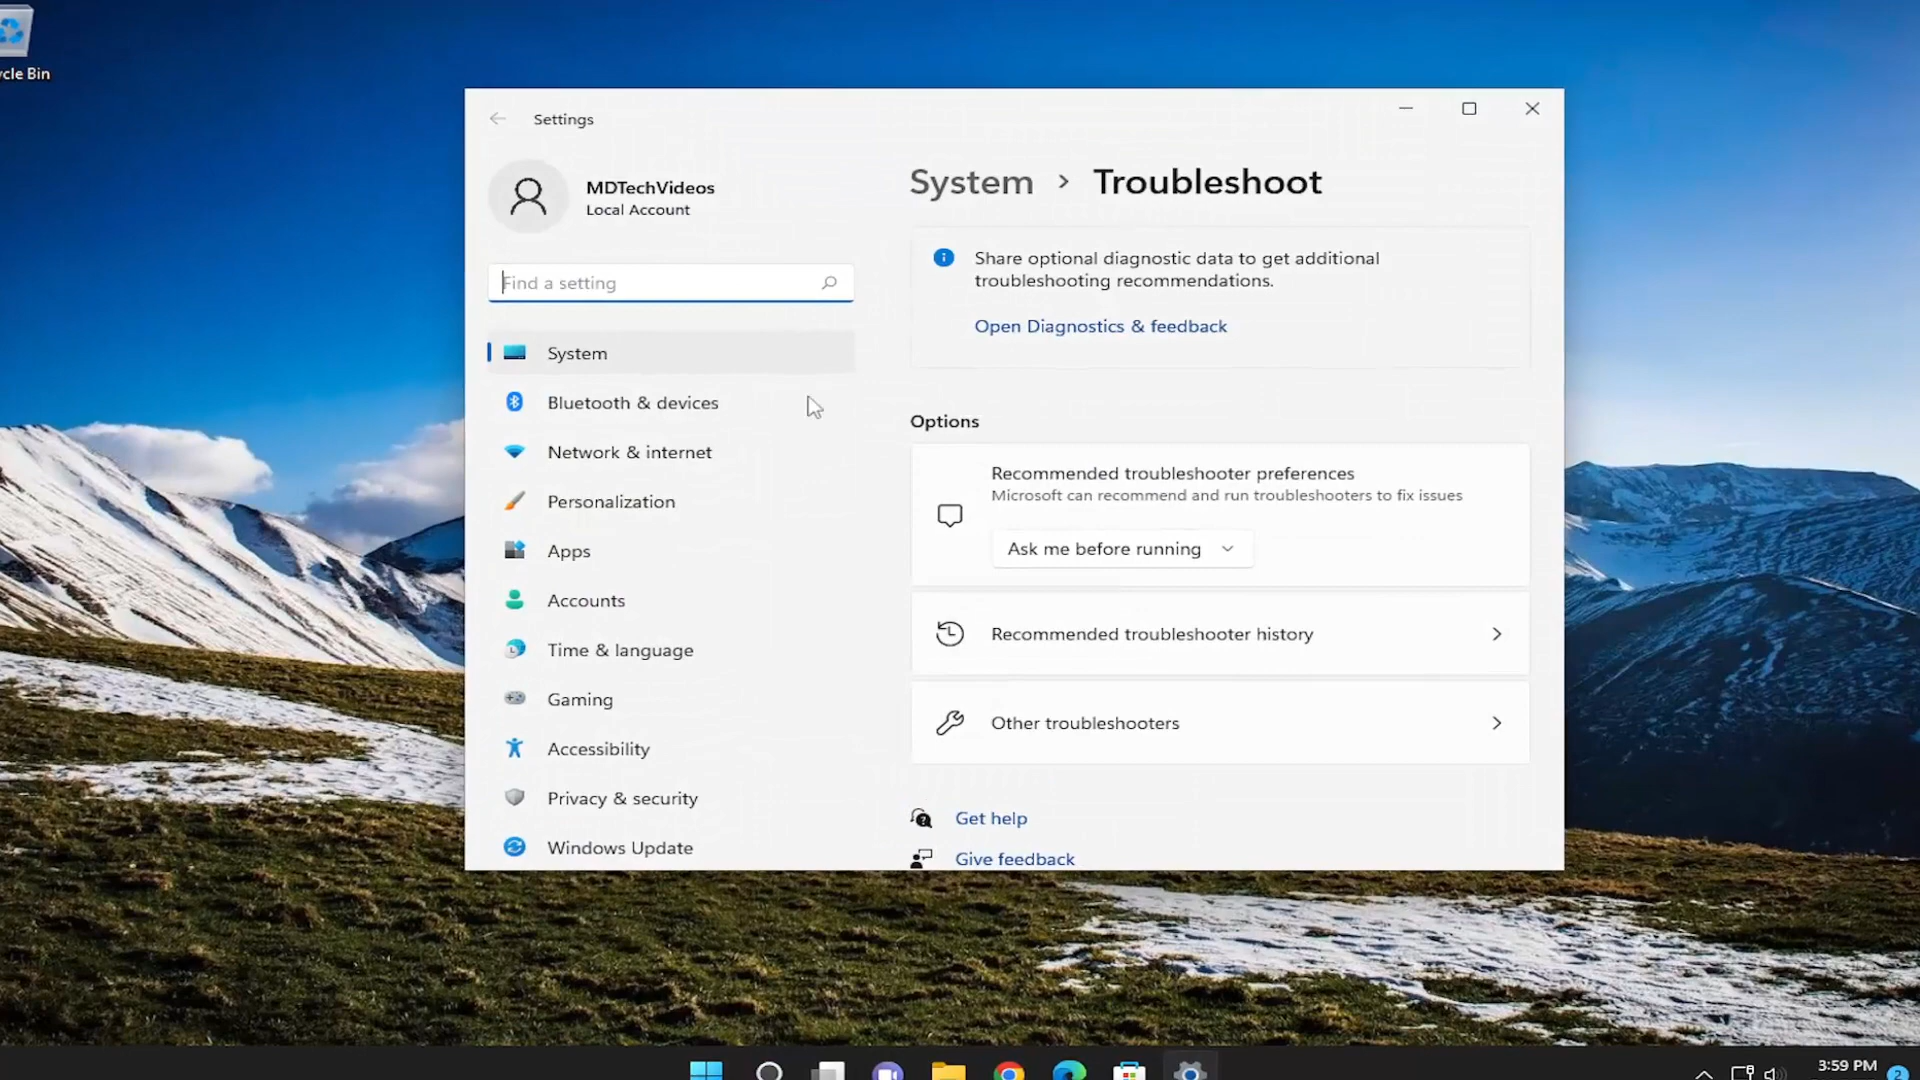 cle Bin
Settings
MDTechVideos
Local Account
Find a setting
System
Bluetooth & devices
Network & internet
Personalization
Apps
Accounts
Time & language
Gaming
Accessibility
Privacy & security
Windows Update
System > Troubleshoot
Share optional diagnostic data to get additional
troubleshooting recommendations.
Open Diagnostics & feedback
Options
Recommended troubleshooter preferences
Microsoft can recommend and run troubleshooters to fix issues
Ask me before running
Recommended troubleshooter history
Other troubleshooters
Get help
Give feedback
3:59 PM
2